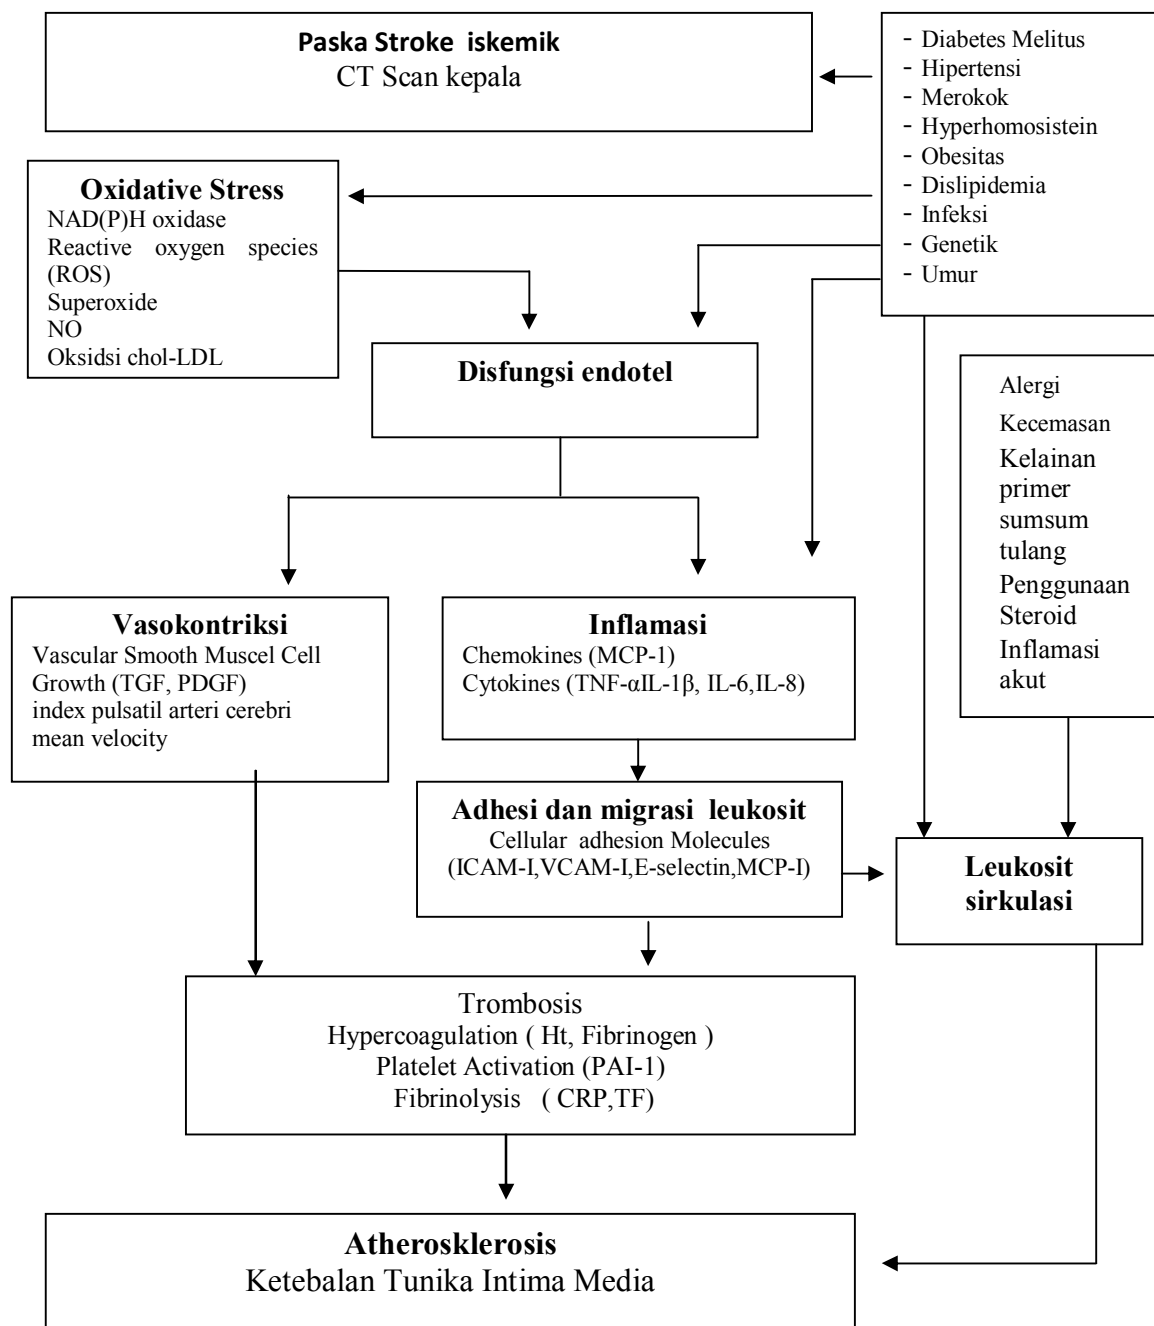 Paska Stroke iskemik
CT Scan kepala
- Diabetes Melitus
- Hipertensi
- Merokok
- Hyperhomosistein
- Obesitas
- Dislipidemia
- Infeksi
- Genetik
- Umur
Oxidative Stress
NAD(P)H oxidase
Reactive oxygen species
(ROS)
Superoxide
NO
Oksidsi chol-LDL
Disfungsi endotel
Alergi
Kecemasan
Kelainan
primer
sumsum
tulang
Penggunaan
Steroid
Inflamasi
akut
Vasokontriksi
Vascular Smooth Muscel Cell
Growth (TGF, PDGF)
index pulsatil arteri cerebri
mean velocity
Inflamasi
Chemokines (MCP-1)
Cytokines (TNF-αIL-1β, IL-6,IL-8)
Adhesi dan migrasi leukosit
Cellular adhesion Molecules
(ICAM-I,VCAM-I,E-selectin,MCP-I)
Leukosit
sirkulasi
Trombosis
Hypercoagulation ( Ht, Fibrinogen )
Platelet Activation (PAI-1)
Fibrinolysis ( CRP,TF)
Atherosklerosis
Ketebalan Tunika Intima Media